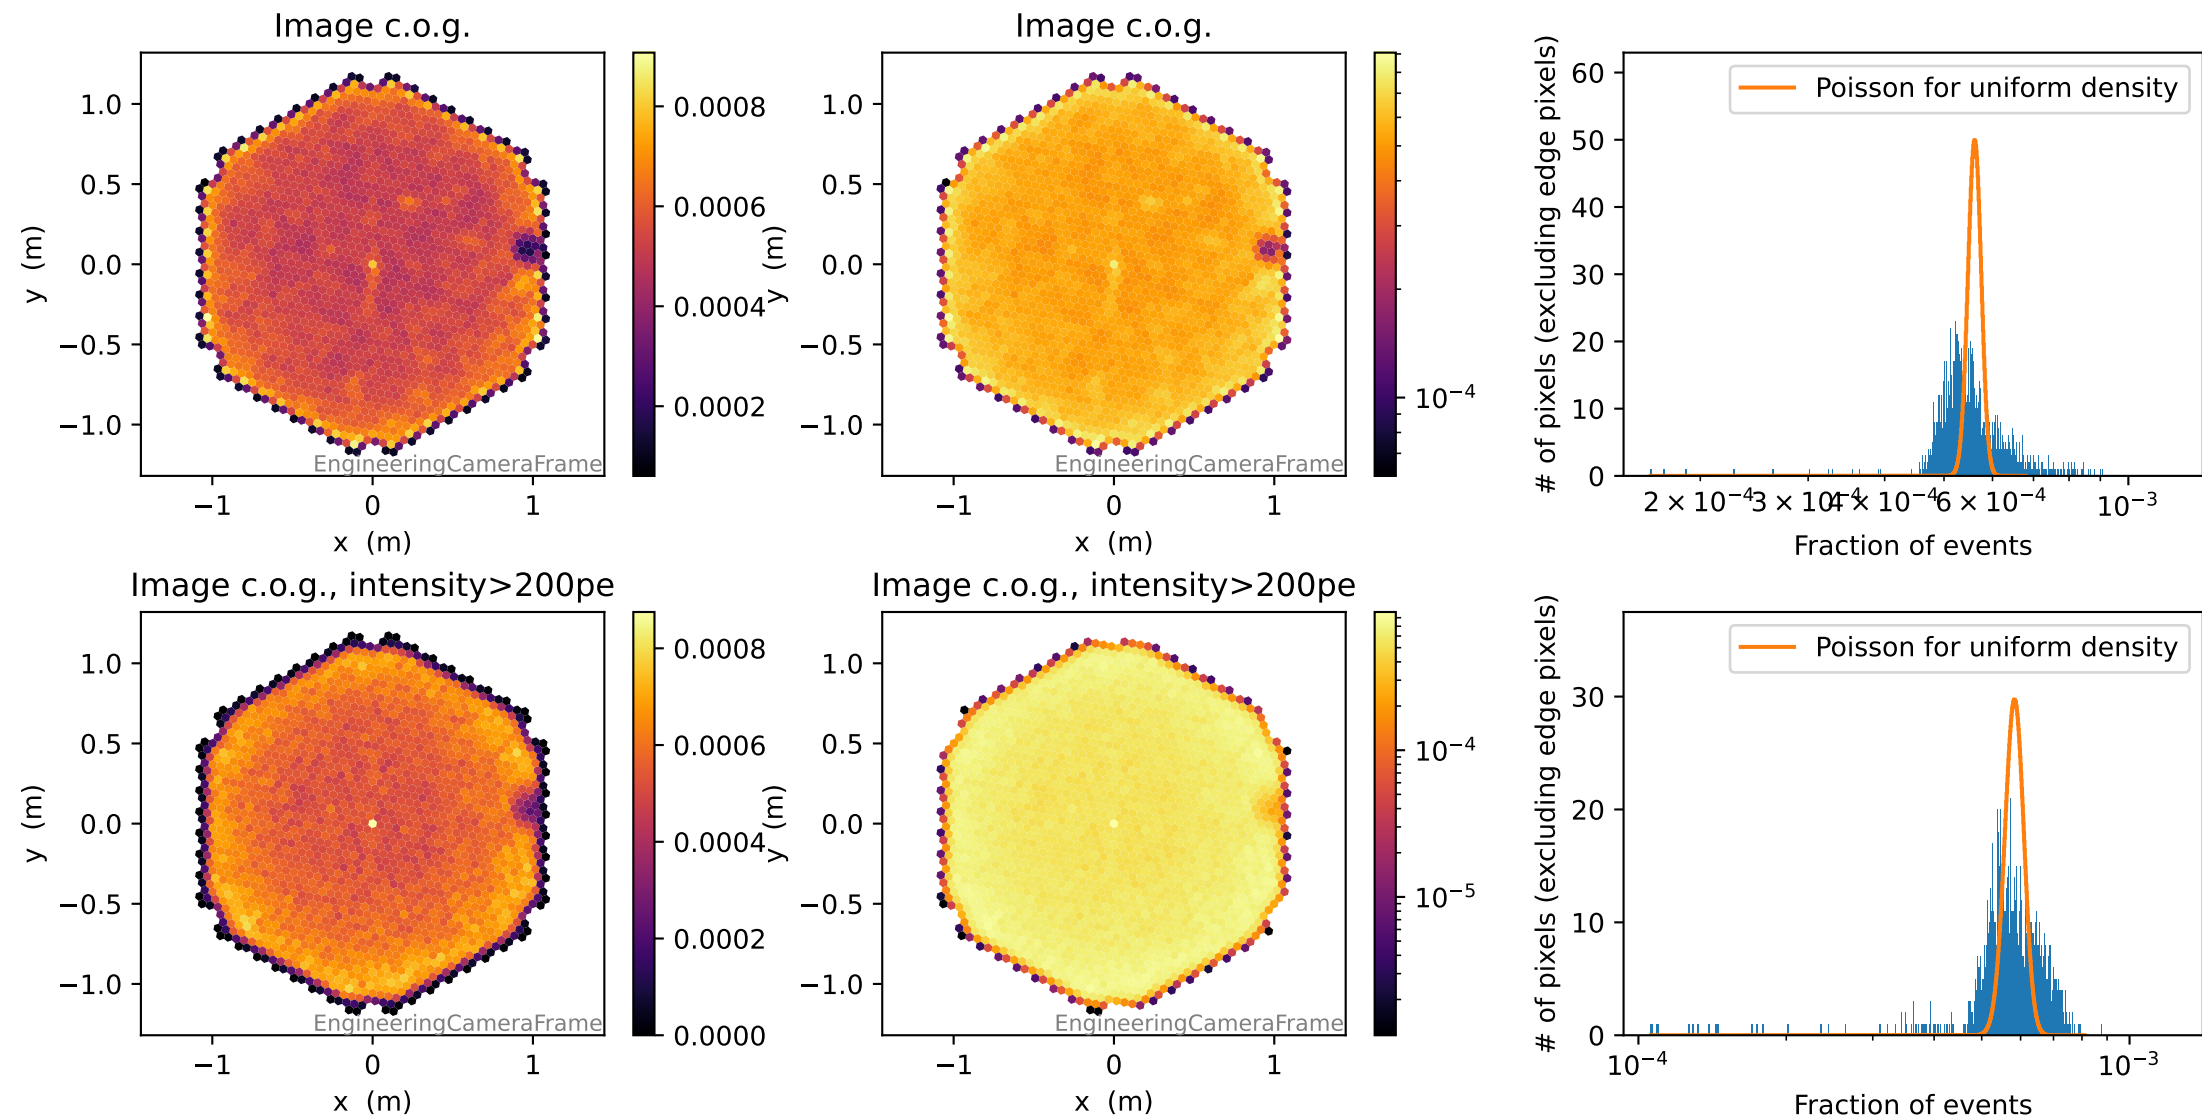 Image c.o.g.
1.0
0.5
0.0
−0.5
−1.0
y (m)
−1 0 1
x (m)
EngineeringCameraFrame
0.0008
0.0006
0.0004
0.0002
Image c.o.g.
1.0
0.5
0.0
−0.5
−1.0
y (m)
−1 0 1
x (m)
EngineeringCameraFrame
10⁻⁴
# of pixels (excluding edge pixels)
60
50
40
30
20
10
0
Poisson for uniform density
2 × 10⁻⁴ 3 × 10⁻⁴ 4 × 10⁻⁴ 6 × 10⁻⁴ 10⁻³
Fraction of events
Image c.o.g., intensity>200pe
1.0
0.5
0.0
−0.5
−1.0
y (m)
−1 0 1
x (m)
EngineeringCameraFrame
0.0008
0.0006
0.0004
0.0002
0.0000
Image c.o.g., intensity>200pe
1.0
0.5
0.0
−0.5
−1.0
y (m)
−1 0 1
x (m)
EngineeringCameraFrame
10⁻⁴
10⁻⁵
# of pixels (excluding edge pixels)
30
20
10
0
Poisson for uniform density
10⁻⁴ 10⁻³
Fraction of events